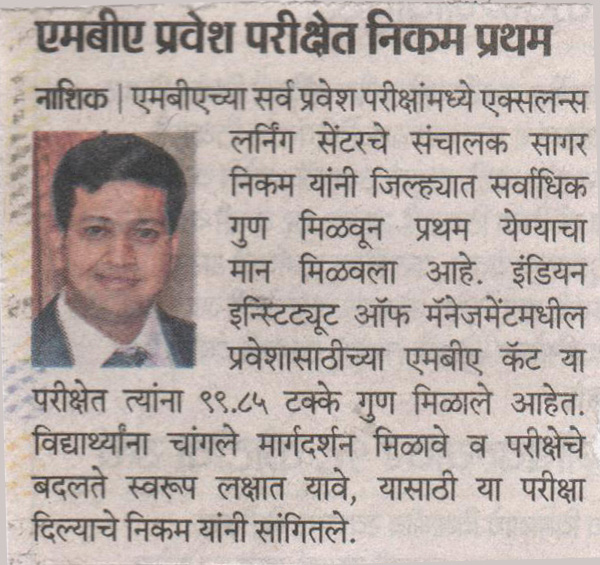 एमबीए प्रवेश परीक्षेत निकम प्रथम
नाशिक | एमबीएच्या सर्व प्रवेश परीक्षांमध्ये एक्सलन्स
लर्निंग सेंटरचे संचालक सागर
निकम यांनी जिल्ह्यात सर्वाधिक
गुण मिळवून प्रथम येण्याचा
मान मिळवला आहे. इंडियन
इन्स्टिट्यूट ऑफ मॅनेजमेंटमधील
प्रवेशासाठीच्या एमबीए कॅट या
परीक्षेत त्यांना ९९.८५ टक्के गुण मिळाले आहेत.
विद्यार्थ्यांना चांगले मार्गदर्शन मिळावे व परीक्षेचे
बदलते स्वरूप लक्षात यावे, यासाठी या परीक्षा
दिल्याचे निकम यांनी सांगितले.